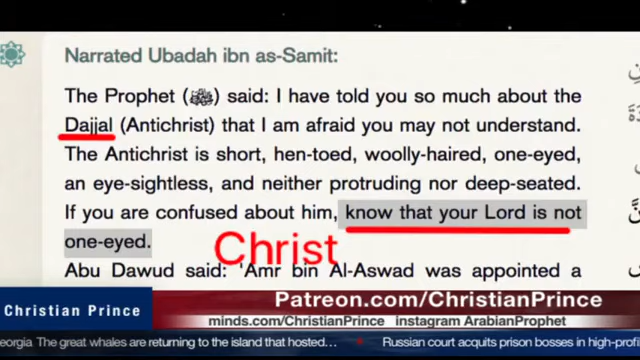 Narrated Ubadah ibn as-Samit:
The Prophet (ﷺ) said: I have told you so much about the
Dajjal (Antichrist) that I am afraid you may not understand.
The Antichrist is short, hen-toed, woolly-haired, one-eyed,
an eye-sightless, and neither protruding nor deep-seated.
If you are confused about him, know that your Lord is not
one-eyed.
Christ
Abu Dawud said: 'Amr bin Al-Aswad was appointed a
Christian Prince
Patreon.com/ChristianPrince
minds.com/ChristianPrince instagram ArabianProphet
eorgia The great whales are returning to the island that hosted... Russian court acquits prison bosses in high-profi